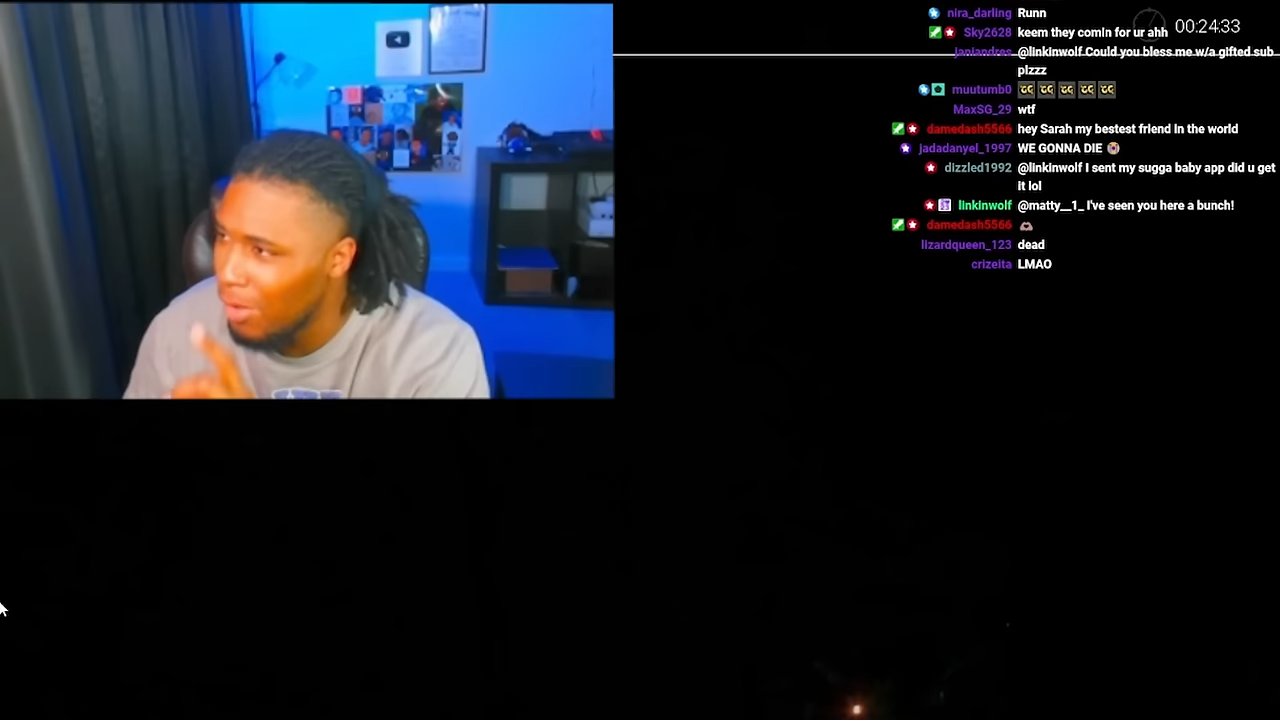 nira_darling Runn
00:24:33
Sky2628 keem they comin for ur ahh
janjandres @linkinwolf Could you bless me w/a gifted sub
plzzz
muutumb0
MaxSG_29 wtf
damedash5566 hey Sarah my bestest friend in the world
jadadanyel_1997 WE GONNA DIE
dizzled1992 @linkinwolf I sent my sugga baby app did u get
it lol
linkinwolf @matty__1_ I've seen you here a bunch!
damedash5566
lizardqueen_123 dead
crizeita LMAO